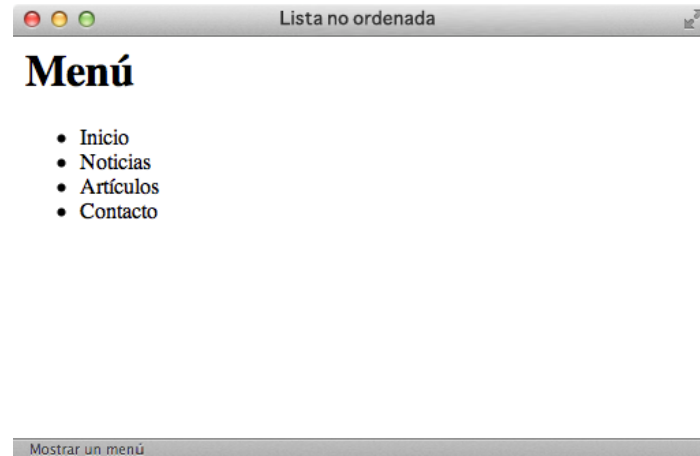 Lista no ordenada
Menú
Inicio
Noticias
Artículos
Contacto
Mostrar un menú